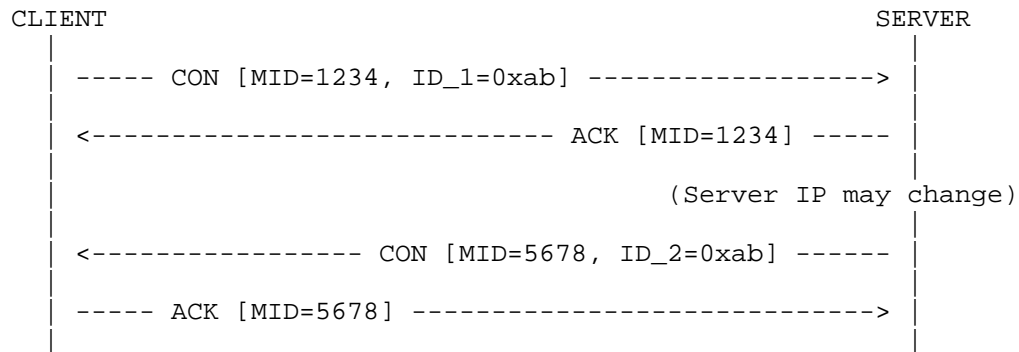 CLIENT SERVER
| |
| ----- CON [MID=1234, ID_1=0xab] ------------------> |
| |
| <----------------------------- ACK [MID=1234] ----- |
| |
| (Server IP may change)
| |
| <----------------- CON [MID=5678, ID_2=0xab] ------ |
| |
| ----- ACK [MID=5678] -----------------------------> |
| |